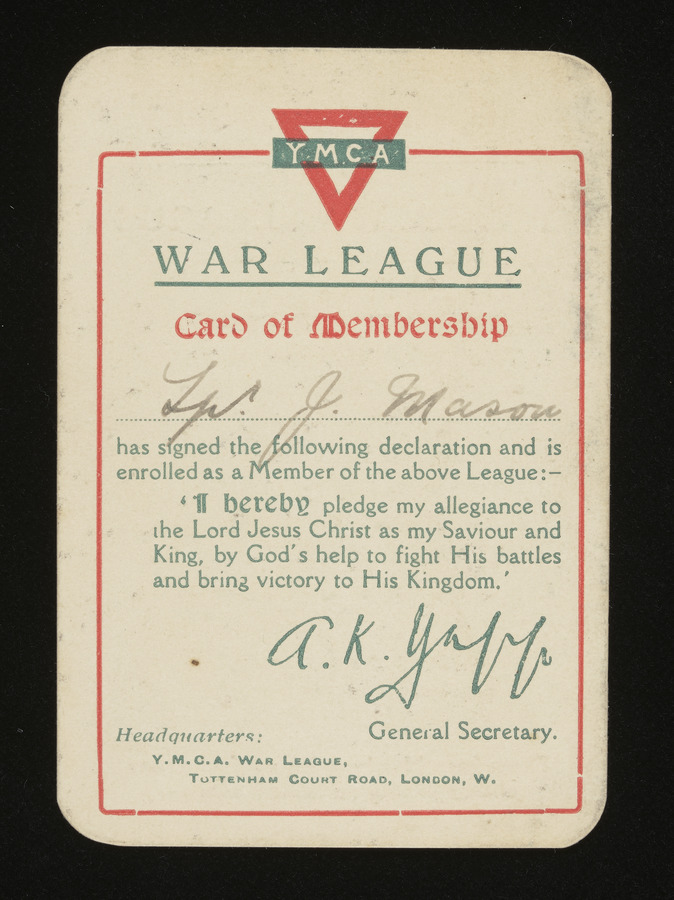 Y.M.C.A
WAR LEAGUE
Card of Membership
Spr. J. Mason
has signed the following declaration and is
enrolled as a Member of the above League:–
‘I hereby pledge my allegiance to
the Lord Jesus Christ as my Saviour and
King, by God's help to fight His battles
and bring victory to His Kingdom.’
A.K. Yapp
General Secretary.
Headquarters:
Y.M.C.A. War League,
Tottenham Court Road, London, W.